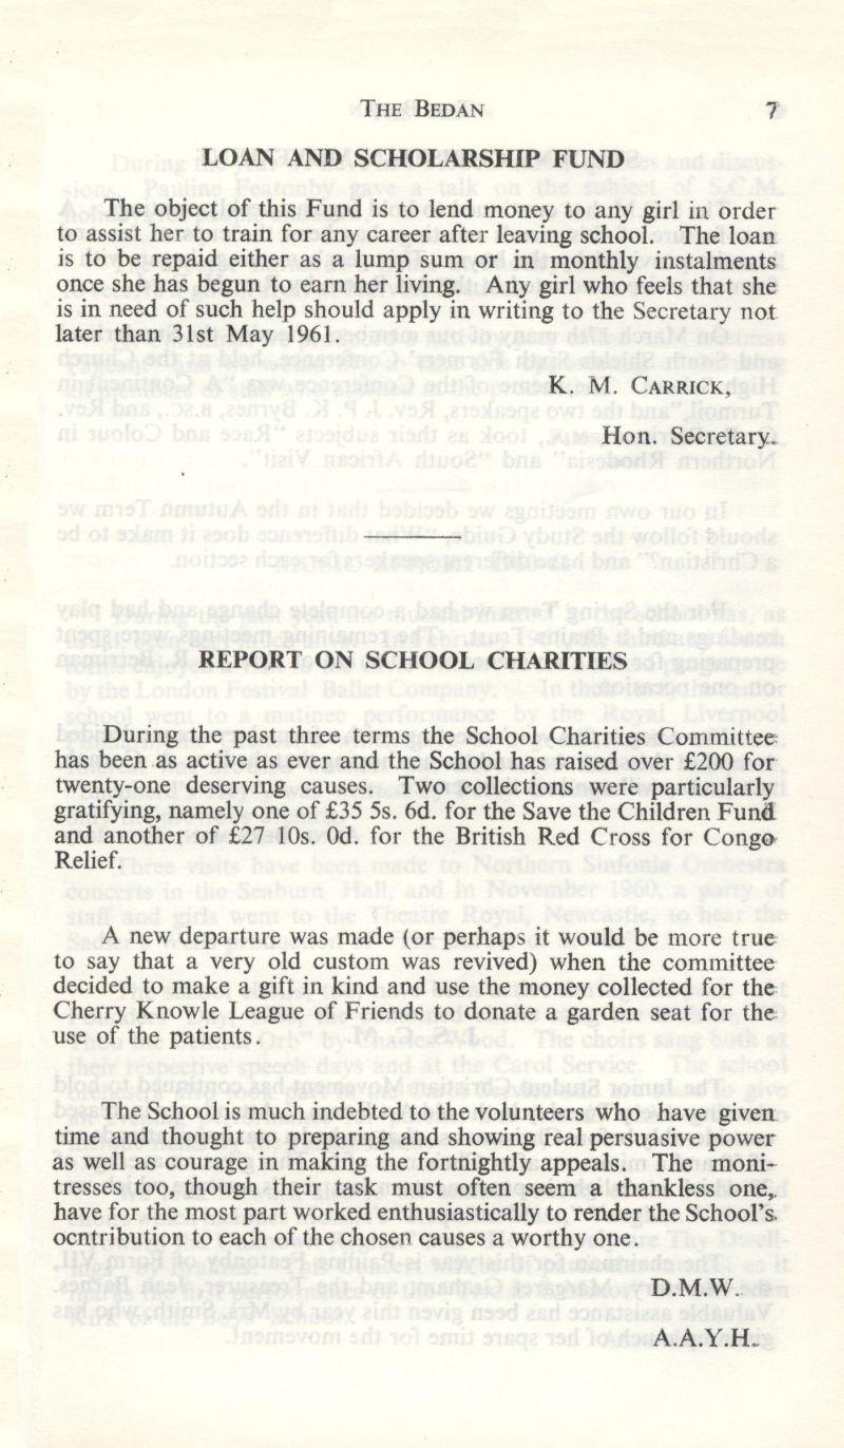 THE BEDAN 7
LOAN AND SCHOLARSHIP FUND
The object of this Fund is to lend money to any girl in order
to assist her to train for any career after leaving school. The loan
is to be repaid either as a lump sum or in monthly instalments
once she has begun to earn her living. Any girl who feels that she
is in need of such help should apply in writing to the Secretary not
later than 31st May 1961.
K. M. CARRICK,
Hon. Secretary.
REPORT ON SCHOOL CHARITIES
During the past three terms the School Charities Committee
has been as active as ever and the School has raised over £200 for
twenty-one deserving causes. Two collections were particularly
gratifying, namely one of £35 5s. 6d. for the Save the Children Fund
and another of £27 10s. 0d. for the British Red Cross for Congo
Relief.
A new departure was made (or perhaps it would be more true
to say that a very old custom was revived) when the committee
decided to make a gift in kind and use the money collected for the
Cherry Knowle League of Friends to donate a garden seat for the
use of the patients.
The School is much indebted to the volunteers who have given
time and thought to preparing and showing real persuasive power
as well as courage in making the fortnightly appeals. The moni-
tresses too, though their task must often seem a thankless one,
have for the most part worked enthusiastically to render the School's
ocntribution to each of the chosen causes a worthy one.
D.M.W.
A.A.Y.H.